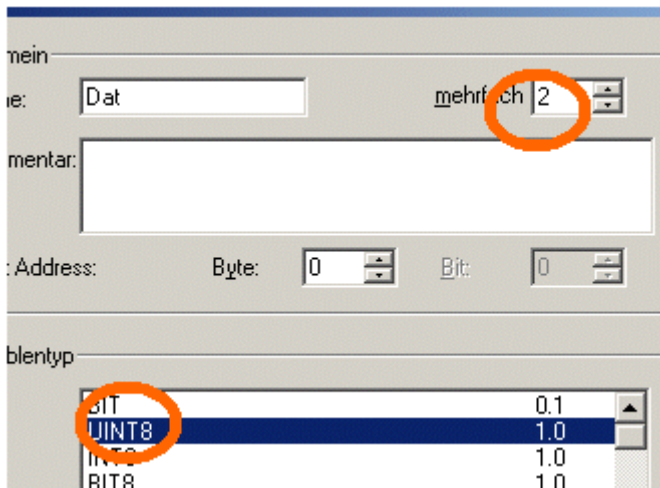 mein
ne: Dat mehrfach 2
mentar:
: Address: Byte: 0 Bit: 0
blentyp
BIT 0.1
UINT8 1.0
INT8 1.0
BIT8 1.0